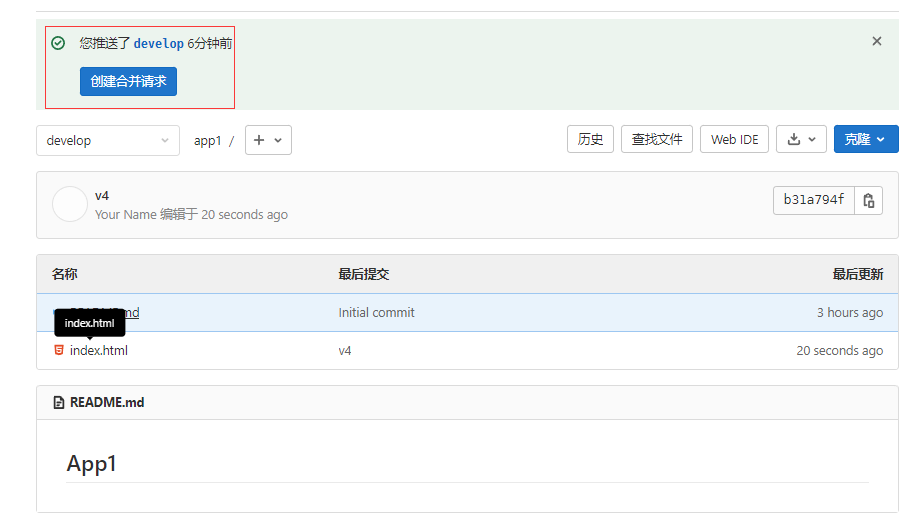 您推送了 develop 6分钟前
创建合并请求
develop
app1 /
历史
查找文件
Web IDE
克隆
v4
Your Name 编辑于 20 seconds ago
b31a794f
名称 最后提交 最后更新
md Initial commit 3 hours ago
index.html
index.html v4 20 seconds ago
README.md
App1